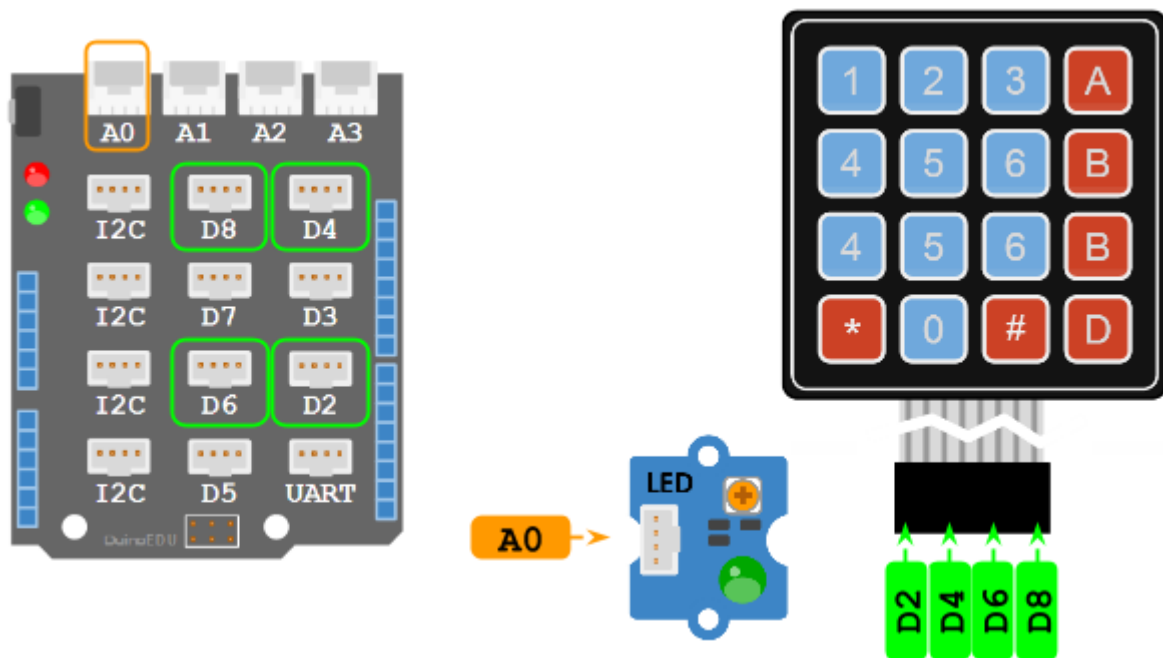 A0 A1 A2 A3
I2C D8 D4
I2C D7 D3
I2C D6 D2
I2C D5 UART
DuinoEDU
A0
LED
1 2 3 A
4 5 6 B
4 5 6 B
* 0 # D
D2 D4 D6 D8